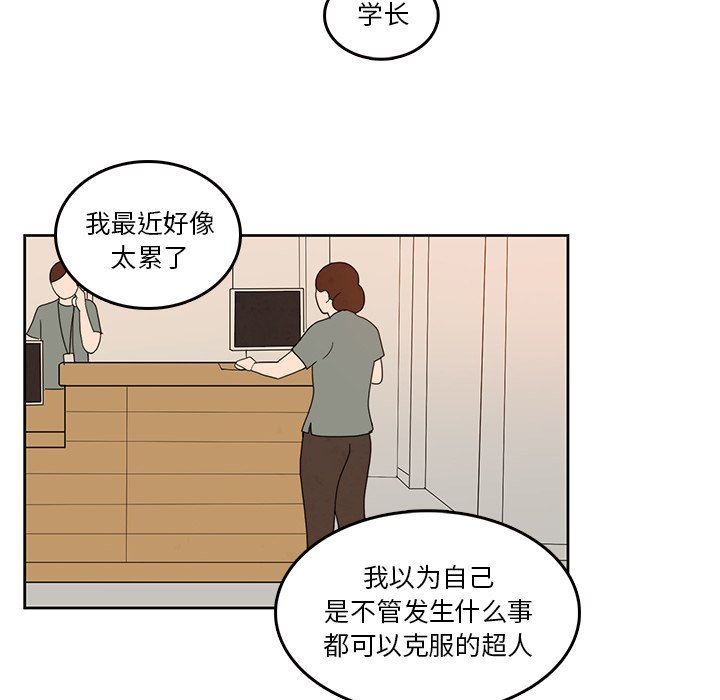 学长
我最近好像
太累了
我以为自己
是不管发生什么事
都可以克服的超人